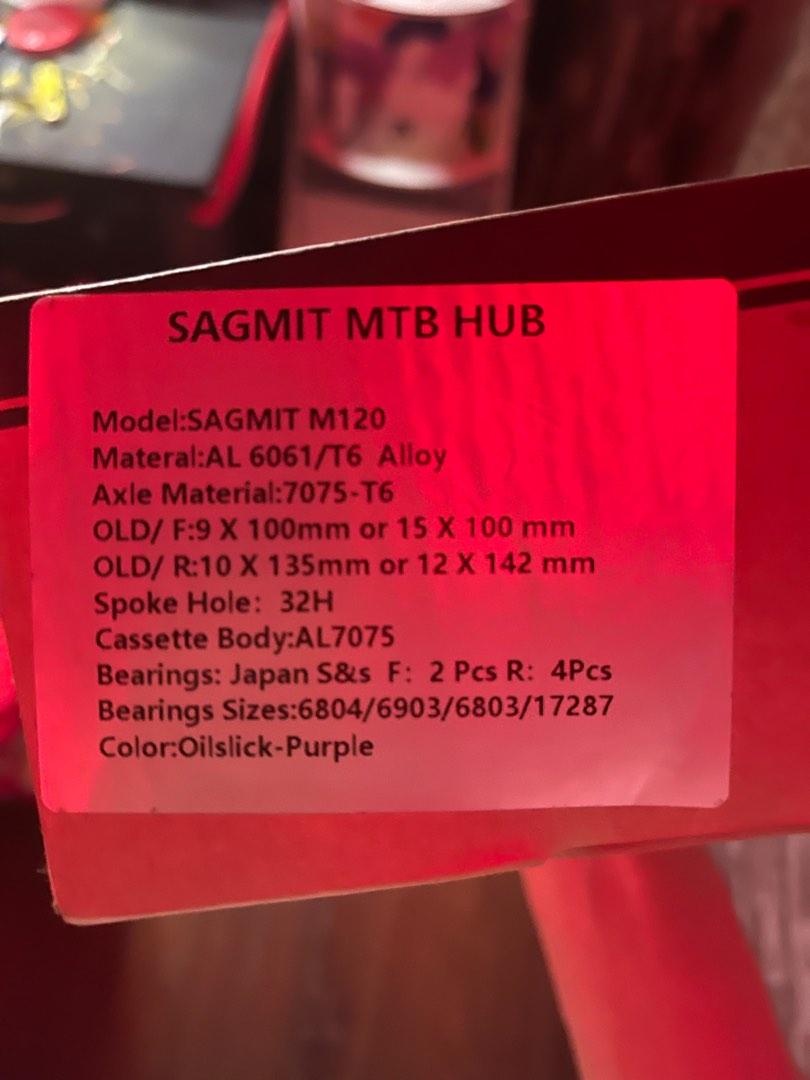 SAGMIT MTB HUB
Model:SAGMIT M120
Materal:AL 6061/T6 Alloy
Axle Material:7075-T6
OLD/ F:9 X 100mm or 15 X 100 mm
OLD/ R:10 X 135mm or 12 X 142 mm
Spoke Hole: 32H
Cassette Body:AL7075
Bearings: Japan S&s F: 2 Pcs R: 4Pcs
Bearings Sizes:6804/6903/6803/17287
Color:Oilslick-Purple